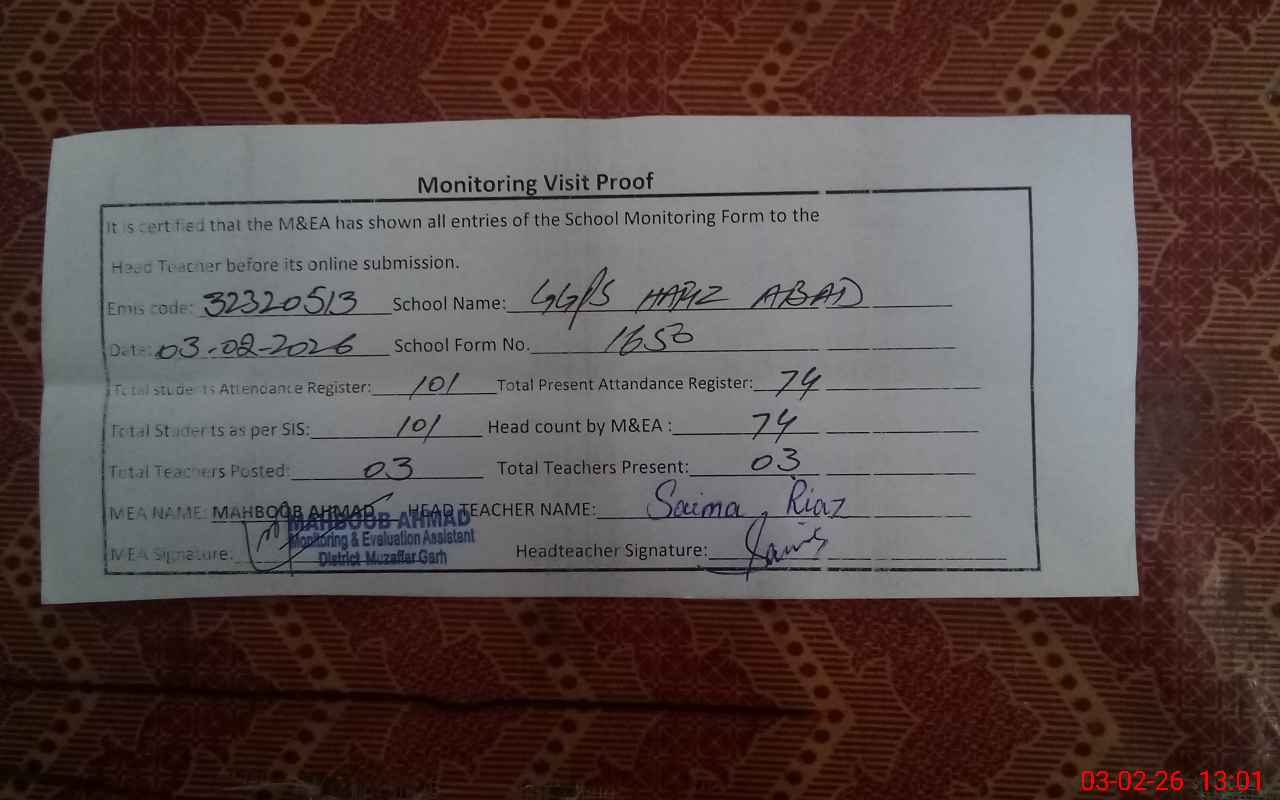 Monitoring Visit Proof
It is certified that the M&EA has shown all entries of the School Monitoring Form to the
Head Teacher before its online submission.
Emis code: 32320513 School Name: GGPS HAMZ ABAD
Date: 03-02-2026 School Form No. 1650
Total students Attendance Register: 101 Total Present Attandance Register: 74
Total Students as per SIS: 101 Head count by M&EA : 74
Total Teachers Posted: 03 Total Teachers Present: 03
MEA NAME: MAHBOOB AHMAD HEAD TEACHER NAME: Saima Riaz
MAHBOOB AHMAD
Monitoring & Evaluation Assistant
District Muzaffar Garh
MEA Signature: Headteacher Signature: Saima
03-02-26 13:01